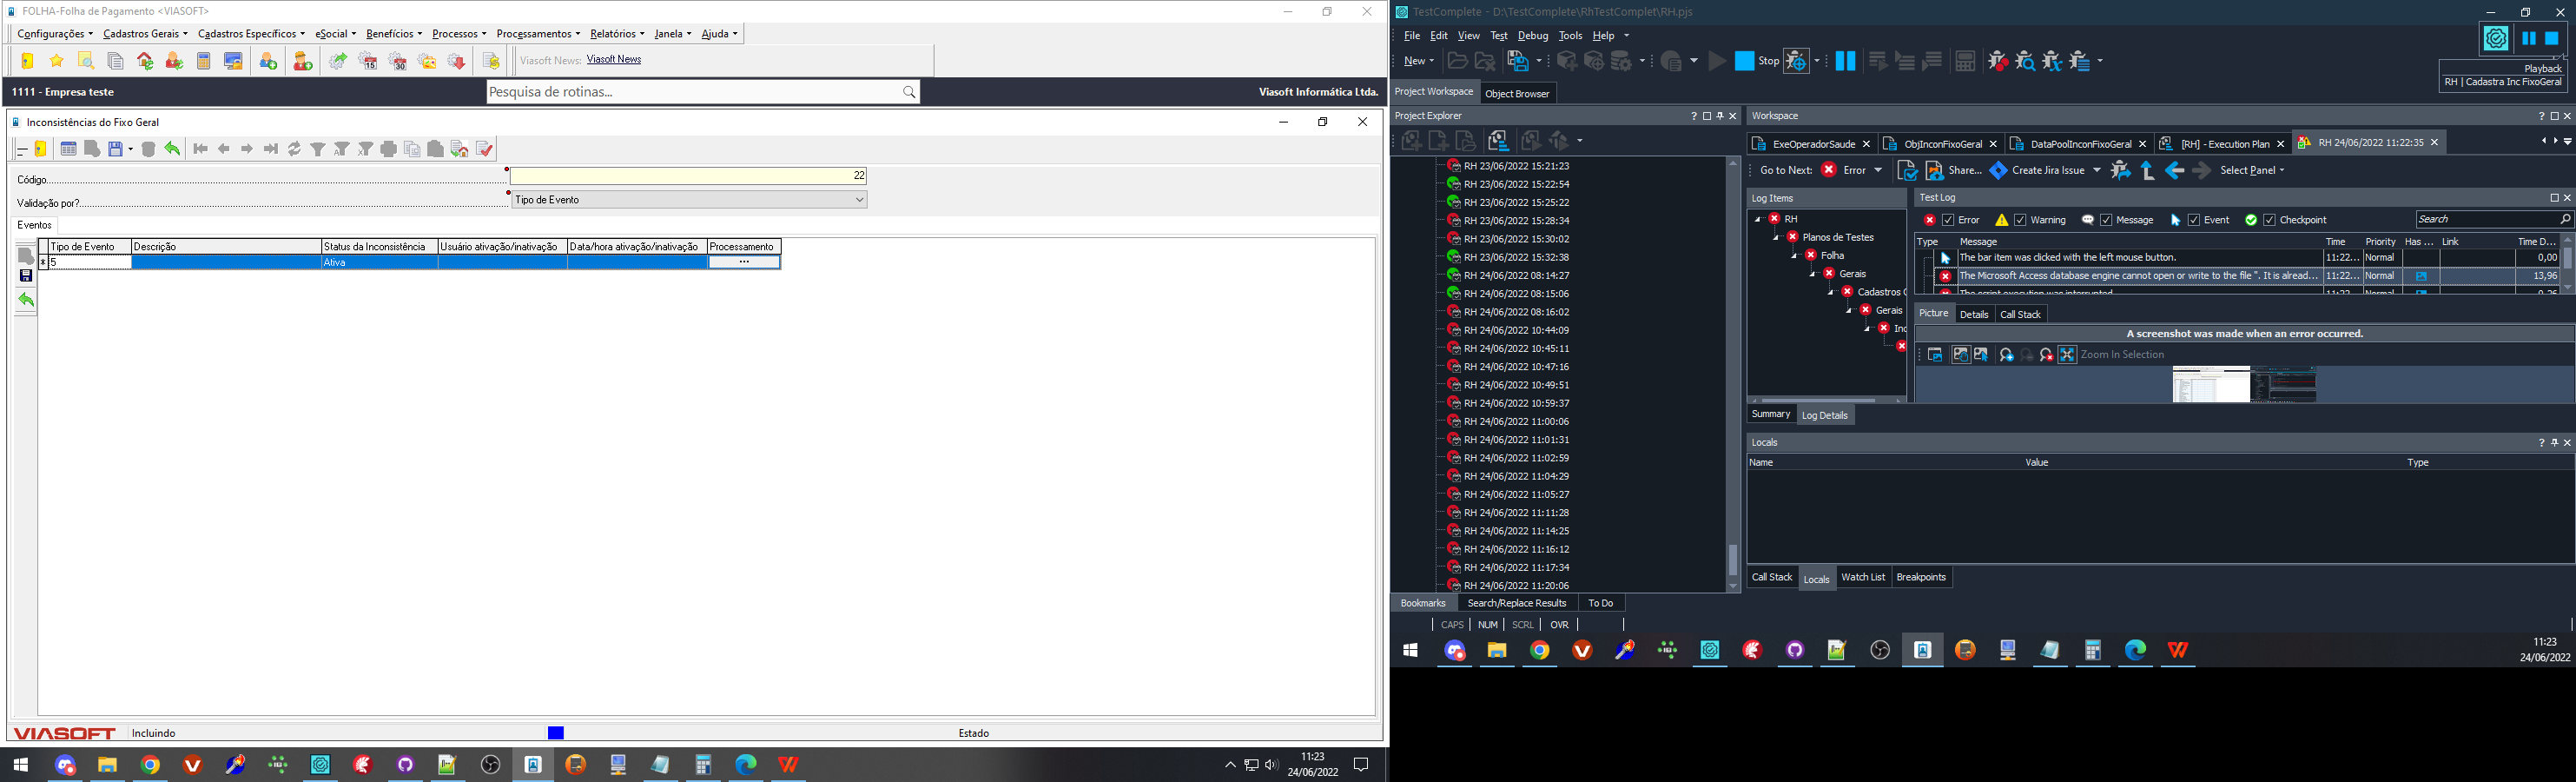 FOLHA-Folha de Pagamento <VIASOFT>
Configurações Cadastros Gerais Cadastros Específicos eSocial Benefícios Processos Processamentos Relatórios Janela Ajuda
15 30 Viasoft News: Viasoft News
1111 - Empresa teste Pesquisa de rotinas... Viasoft Informática Ltda.
Inconsistências do Fixo Geral
Código 22
Validação por? Tipo de Evento
Eventos
Tipo de Evento Descrição Status da Inconsistência Usuário ativação/inativação Data/hora ativação/inativação Processamento
5 Ativa ...
VIASOFT Incluindo Estado
11:23
24/06/2022
TestComplete - D:\TestComplete\RhTestComplet\RH.pjs
File Edit View Test Debug Tools Help
New Stop
Playback
RH | Cadastra Inc FixoGeral
Project Workspace Object Browser
Project Explorer
RH 23/06/2022 15:21:23
RH 23/06/2022 15:22:54
RH 23/06/2022 15:25:22
RH 23/06/2022 15:28:34
RH 23/06/2022 15:30:02
RH 23/06/2022 15:32:38
RH 24/06/2022 08:14:27
RH 24/06/2022 08:15:06
RH 24/06/2022 08:16:02
RH 24/06/2022 10:44:09
RH 24/06/2022 10:45:11
RH 24/06/2022 10:47:16
RH 24/06/2022 10:49:51
RH 24/06/2022 10:59:37
RH 24/06/2022 11:00:06
RH 24/06/2022 11:01:31
RH 24/06/2022 11:02:59
RH 24/06/2022 11:04:29
RH 24/06/2022 11:05:27
RH 24/06/2022 11:11:28
RH 24/06/2022 11:14:25
RH 24/06/2022 11:16:12
RH 24/06/2022 11:17:34
RH 24/06/2022 11:20:06
Bookmarks Search/Replace Results To Do
CAPS NUM SCRL OVR
Workspace
ExeOperadorSaude ObjInconFixoGeral DataPoolInconFixoGeral [RH] - Execution Plan RH 24/06/2022 11:22:35
Go to Next: Error Share... Create Jira Issue Select Panel
Log Items
RH
Planos de Testes
Folha
Gerais
Cadastros
Gerais
Inc
Summary Log Details
Test Log
Error Warning Message Event Checkpoint Search
Type Message Time Priority Has ... Link Time D...
The bar item was clicked with the left mouse button. 11:22... Normal 0,00
The Microsoft Access database engine cannot open or write to the file ''. It is alread... 11:22... Normal 13,96
The script execution was interrupted 11:22 Normal 0,26
Picture Details Call Stack
A screenshot was made when an error occurred.
Zoom In Selection
Locals
Name Value Type
Call Stack Locals Watch List Breakpoints
11:23
24/06/2022